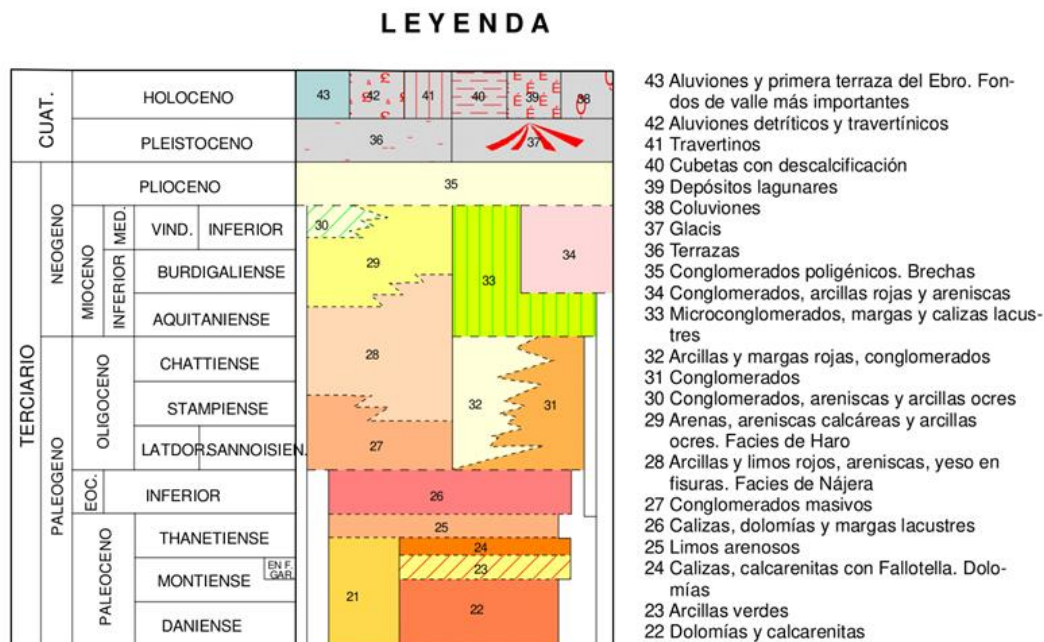 LEYENDA
CUAT.
HOLOCENO
PLEISTOCENO
TERCIARIO
NEOGENO
PLIOCENO
MIOCENO
MED.
VIND.
INFERIOR
INFERIOR
BURDIGALIENSE
AQUITANIENSE
PALEOGENO
OLIGOCENO
CHATTIENSE
STAMPIENSE
LATDOR.
SANNOISIEN.
EOC.
INFERIOR
PALEOCENO
THANETIENSE
MONTIENSE
EN F.
GAR.
DANIENSE
43
42
41
40
39
38
36
37
35
30
29
33
34
28
32
31
27
26
25
24
23
21
22
43 Aluviones y primera terraza del Ebro. Fon-
dos de valle más importantes
42 Aluviones detríticos y travertínicos
41 Travertinos
40 Cubetas con descalcificación
39 Depósitos lagunares
38 Coluviones
37 Glacis
36 Terrazas
35 Conglomerados poligénicos. Brechas
34 Conglomerados, arcillas rojas y areniscas
33 Microconglomerados, margas y calizas lacus-
tres
32 Arcillas y margas rojas, conglomerados
31 Conglomerados
30 Conglomerados, areniscas y arcillas ocres
29 Arenas, areniscas calcáreas y arcillas
ocres. Facies de Haro
28 Arcillas y limos rojos, areniscas, yeso en
fisuras. Facies de Nájera
27 Conglomerados masivos
26 Calizas, dolomías y margas lacustres
25 Limos arenosos
24 Calizas, calcarenitas con Fallotella. Dolo-
mías
23 Arcillas verdes
22 Dolomías y calcarenitas